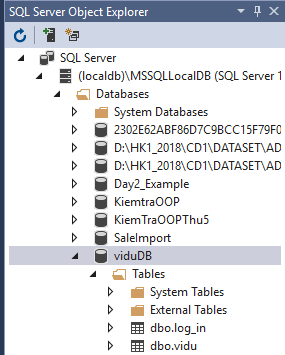 SQL Server Object Explorer
SQL Server
(localdb)\MSSQLLocalDB (SQL Server 1
Databases
System Databases
2302E62ABF86D7C9BCC15F79F0
D:\HK1_2018\CD1\DATASET\AD
D:\HK1_2018\CD1\DATASET\AD
Day2_Example
KiemtraOOP
KiemTraOOPThu5
SaleImport
viduDB
Tables
System Tables
External Tables
dbo.log_in
dbo.vidu